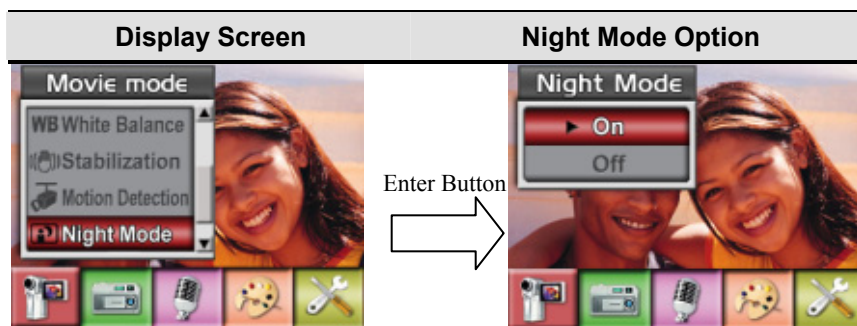 Display Screen
Night Mode Option
Movie mode
WB White Balance
Stabilization
Motion Detection
Night Mode
Enter Button
Night Mode
On
Off